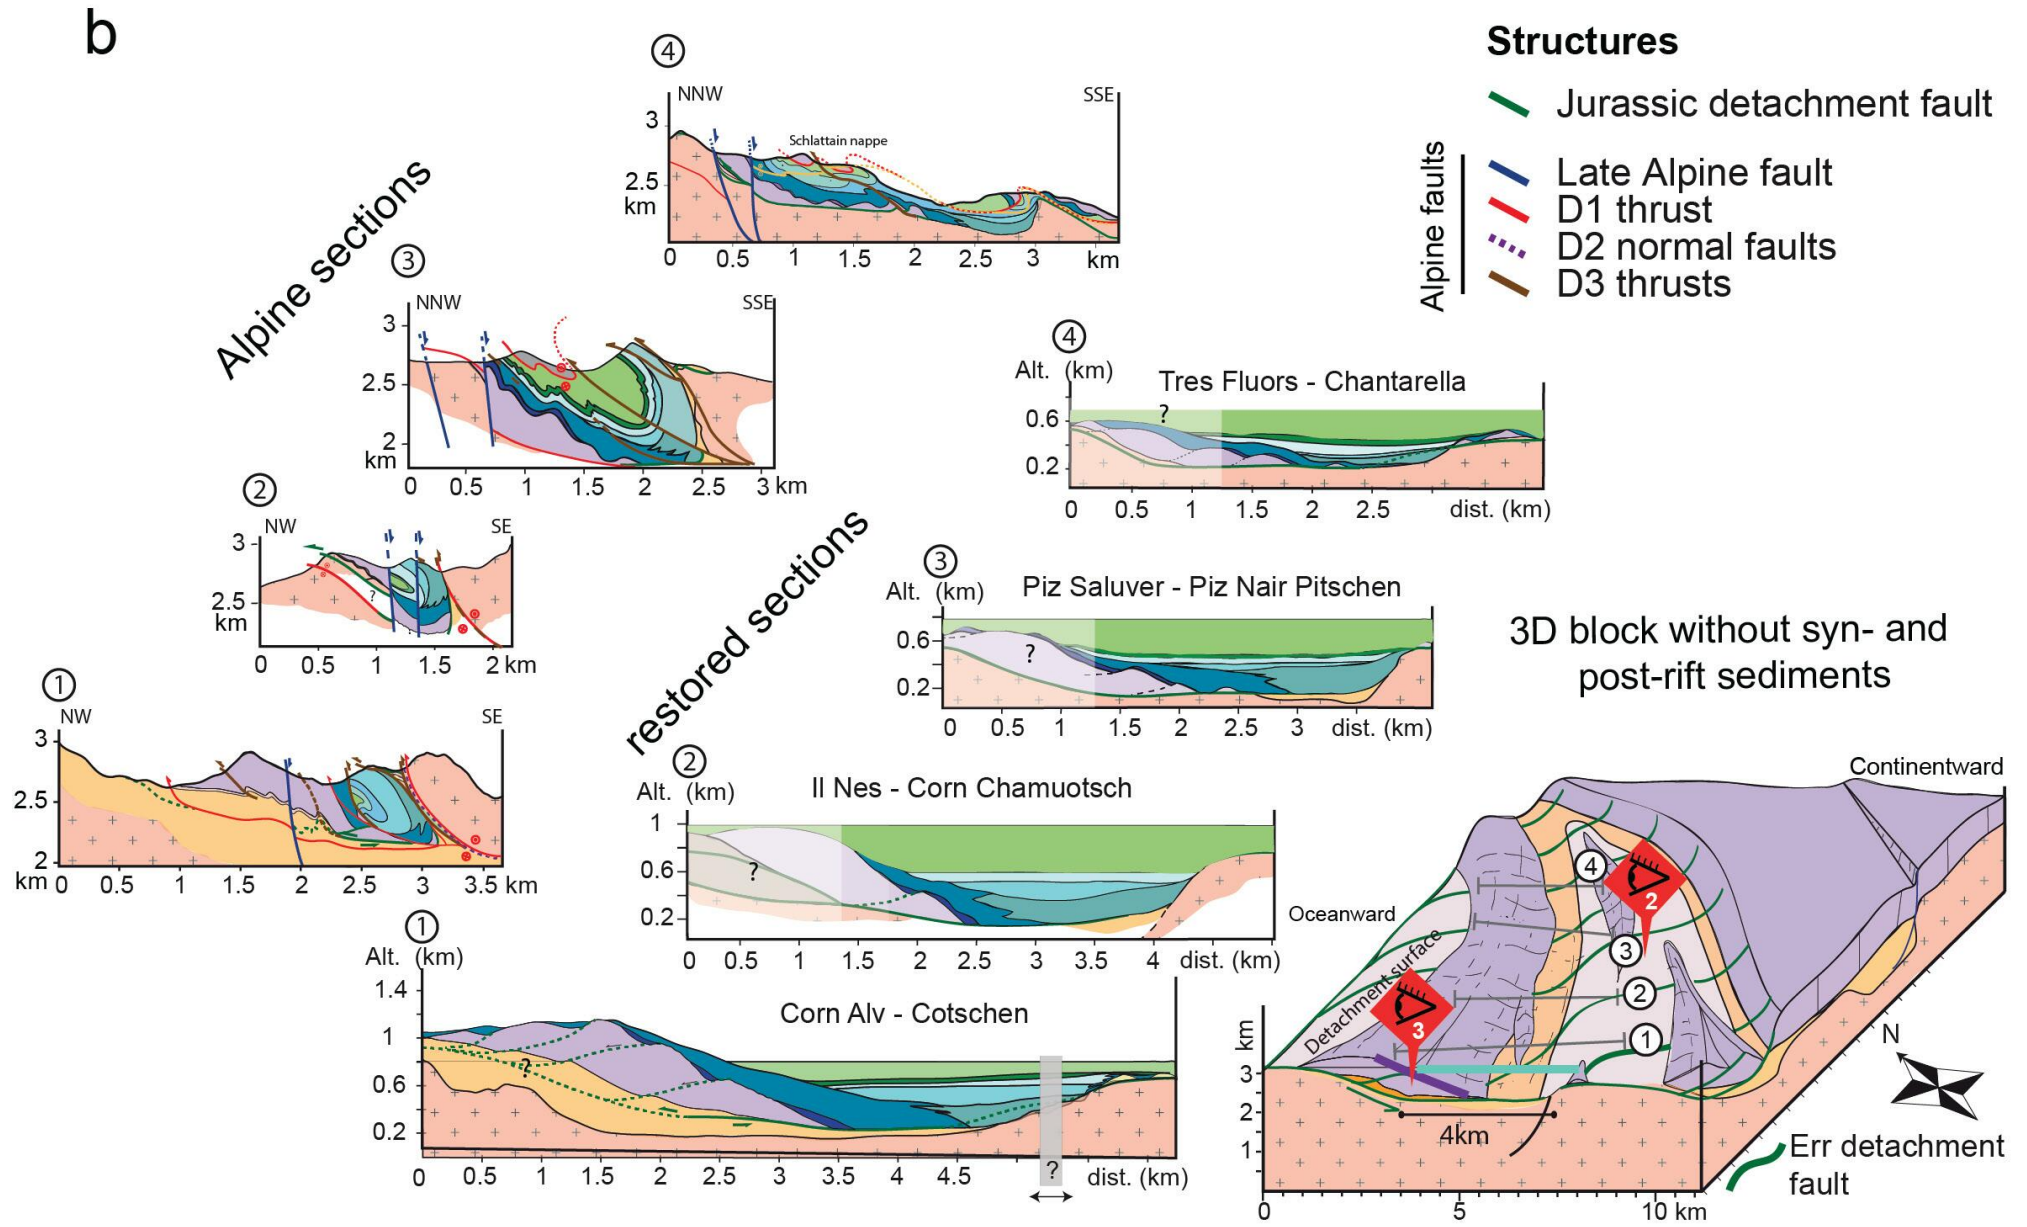 b
Structures
Jurassic detachment fault
Alpine faults
Late Alpine fault
D1 thrust
D2 normal faults
D3 thrusts
Alpine sections
4
NNW
SSE
Schlattain nappe
3
2.5
km
0 0.5 1 1.5 2 2.5 3 km
3
NNW
SSE
3
2.5
2
km
0 0.5 1 1.5 2 2.5 3 km
2
NW
SE
3
2.5
km
?
0 0.5 1 1.5 2 km
1
NW
SE
3
2.5
2
km 0 0.5 1 1.5 2 2.5 3 3.5 km
restored sections
4
Alt. (km)
Tres Fluors - Chantarella
?
0.6
0.2
0 0.5 1 1.5 2 2.5 dist. (km)
3
Alt. (km)
Piz Saluver - Piz Nair Pitschen
0.6
?
0.2
0 0.5 1 1.5 2 2.5 3 dist. (km)
2
Alt. (km)
Il Nes - Corn Chamuotsch
1
0.6
?
0.2
0 0.5 1 1.5 2 2.5 3 3.5 4 dist. (km)
1
Alt. (km)
Corn Alv - Cotschen
1.4
1
?
0.6
0.2
0 0.5 1 1.5 2 2.5 3 3.5 4 4.5 ? dist. (km)
3D block without syn- and
post-rift sediments
Continentward
Oceanward
Detachment surface
4
2
3
2
3
1
N
km
3
2
1
4km
0 5 10 km
Err detachment
fault